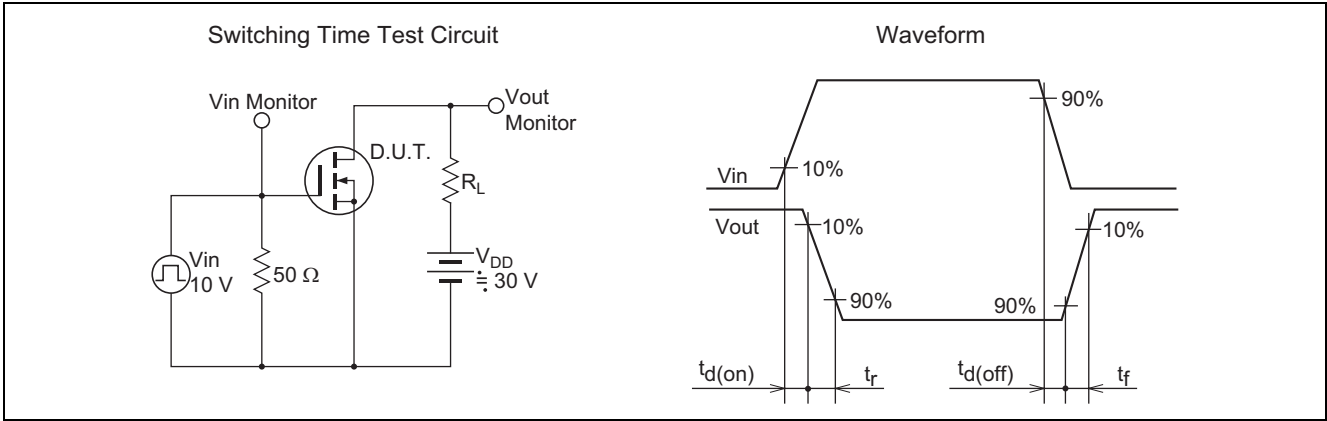 Switching Time Test Circuit
Vin Monitor
D.U.T.
Vout
Monitor
RL
Vin
10 V
50 Ω
VDD
≒ 30 V
Waveform
Vin
10%
90%
Vout
10%
90%
90%
10%
td(on)
tr
td(off)
tf